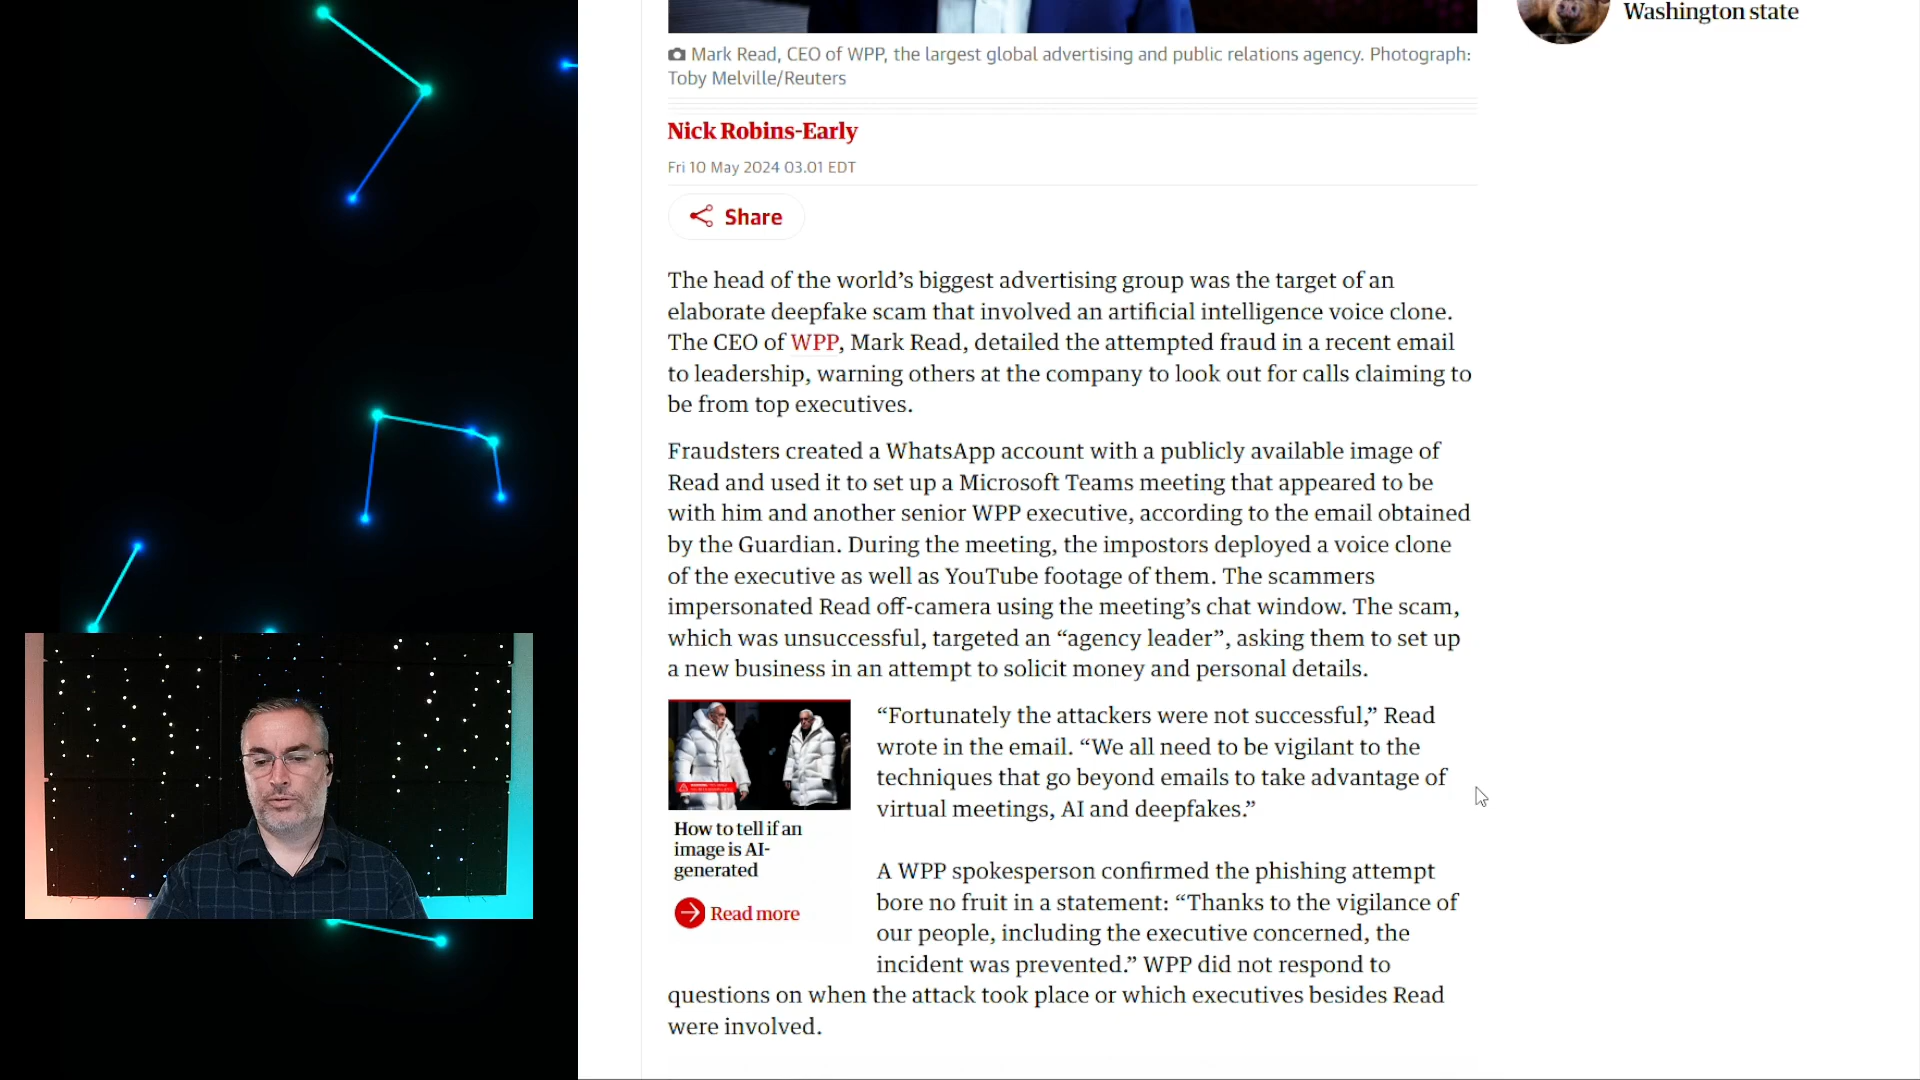 Washington state
Mark Read, CEO of WPP, the largest global advertising and public relations agency. Photograph:
Toby Melville/Reuters
Nick Robins-Early
Fri 10 May 2024 03.01 EDT
Share
The head of the world’s biggest advertising group was the target of an
elaborate deepfake scam that involved an artificial intelligence voice clone.
The CEO of WPP, Mark Read, detailed the attempted fraud in a recent email
to leadership, warning others at the company to look out for calls claiming to
be from top executives.
Fraudsters created a WhatsApp account with a publicly available image of
Read and used it to set up a Microsoft Teams meeting that appeared to be
with him and another senior WPP executive, according to the email obtained
by the Guardian. During the meeting, the impostors deployed a voice clone
of the executive as well as YouTube footage of them. The scammers
impersonated Read off-camera using the meeting’s chat window. The scam,
which was unsuccessful, targeted an “agency leader”, asking them to set up
a new business in an attempt to solicit money and personal details.
How to tell if an
image is AI-
generated
Read more
“Fortunately the attackers were not successful,” Read
wrote in the email. “We all need to be vigilant to the
techniques that go beyond emails to take advantage of
virtual meetings, AI and deepfakes.”
A WPP spokesperson confirmed the phishing attempt
bore no fruit in a statement: “Thanks to the vigilance of
our people, including the executive concerned, the
incident was prevented.” WPP did not respond to
questions on when the attack took place or which executives besides Read
were involved.